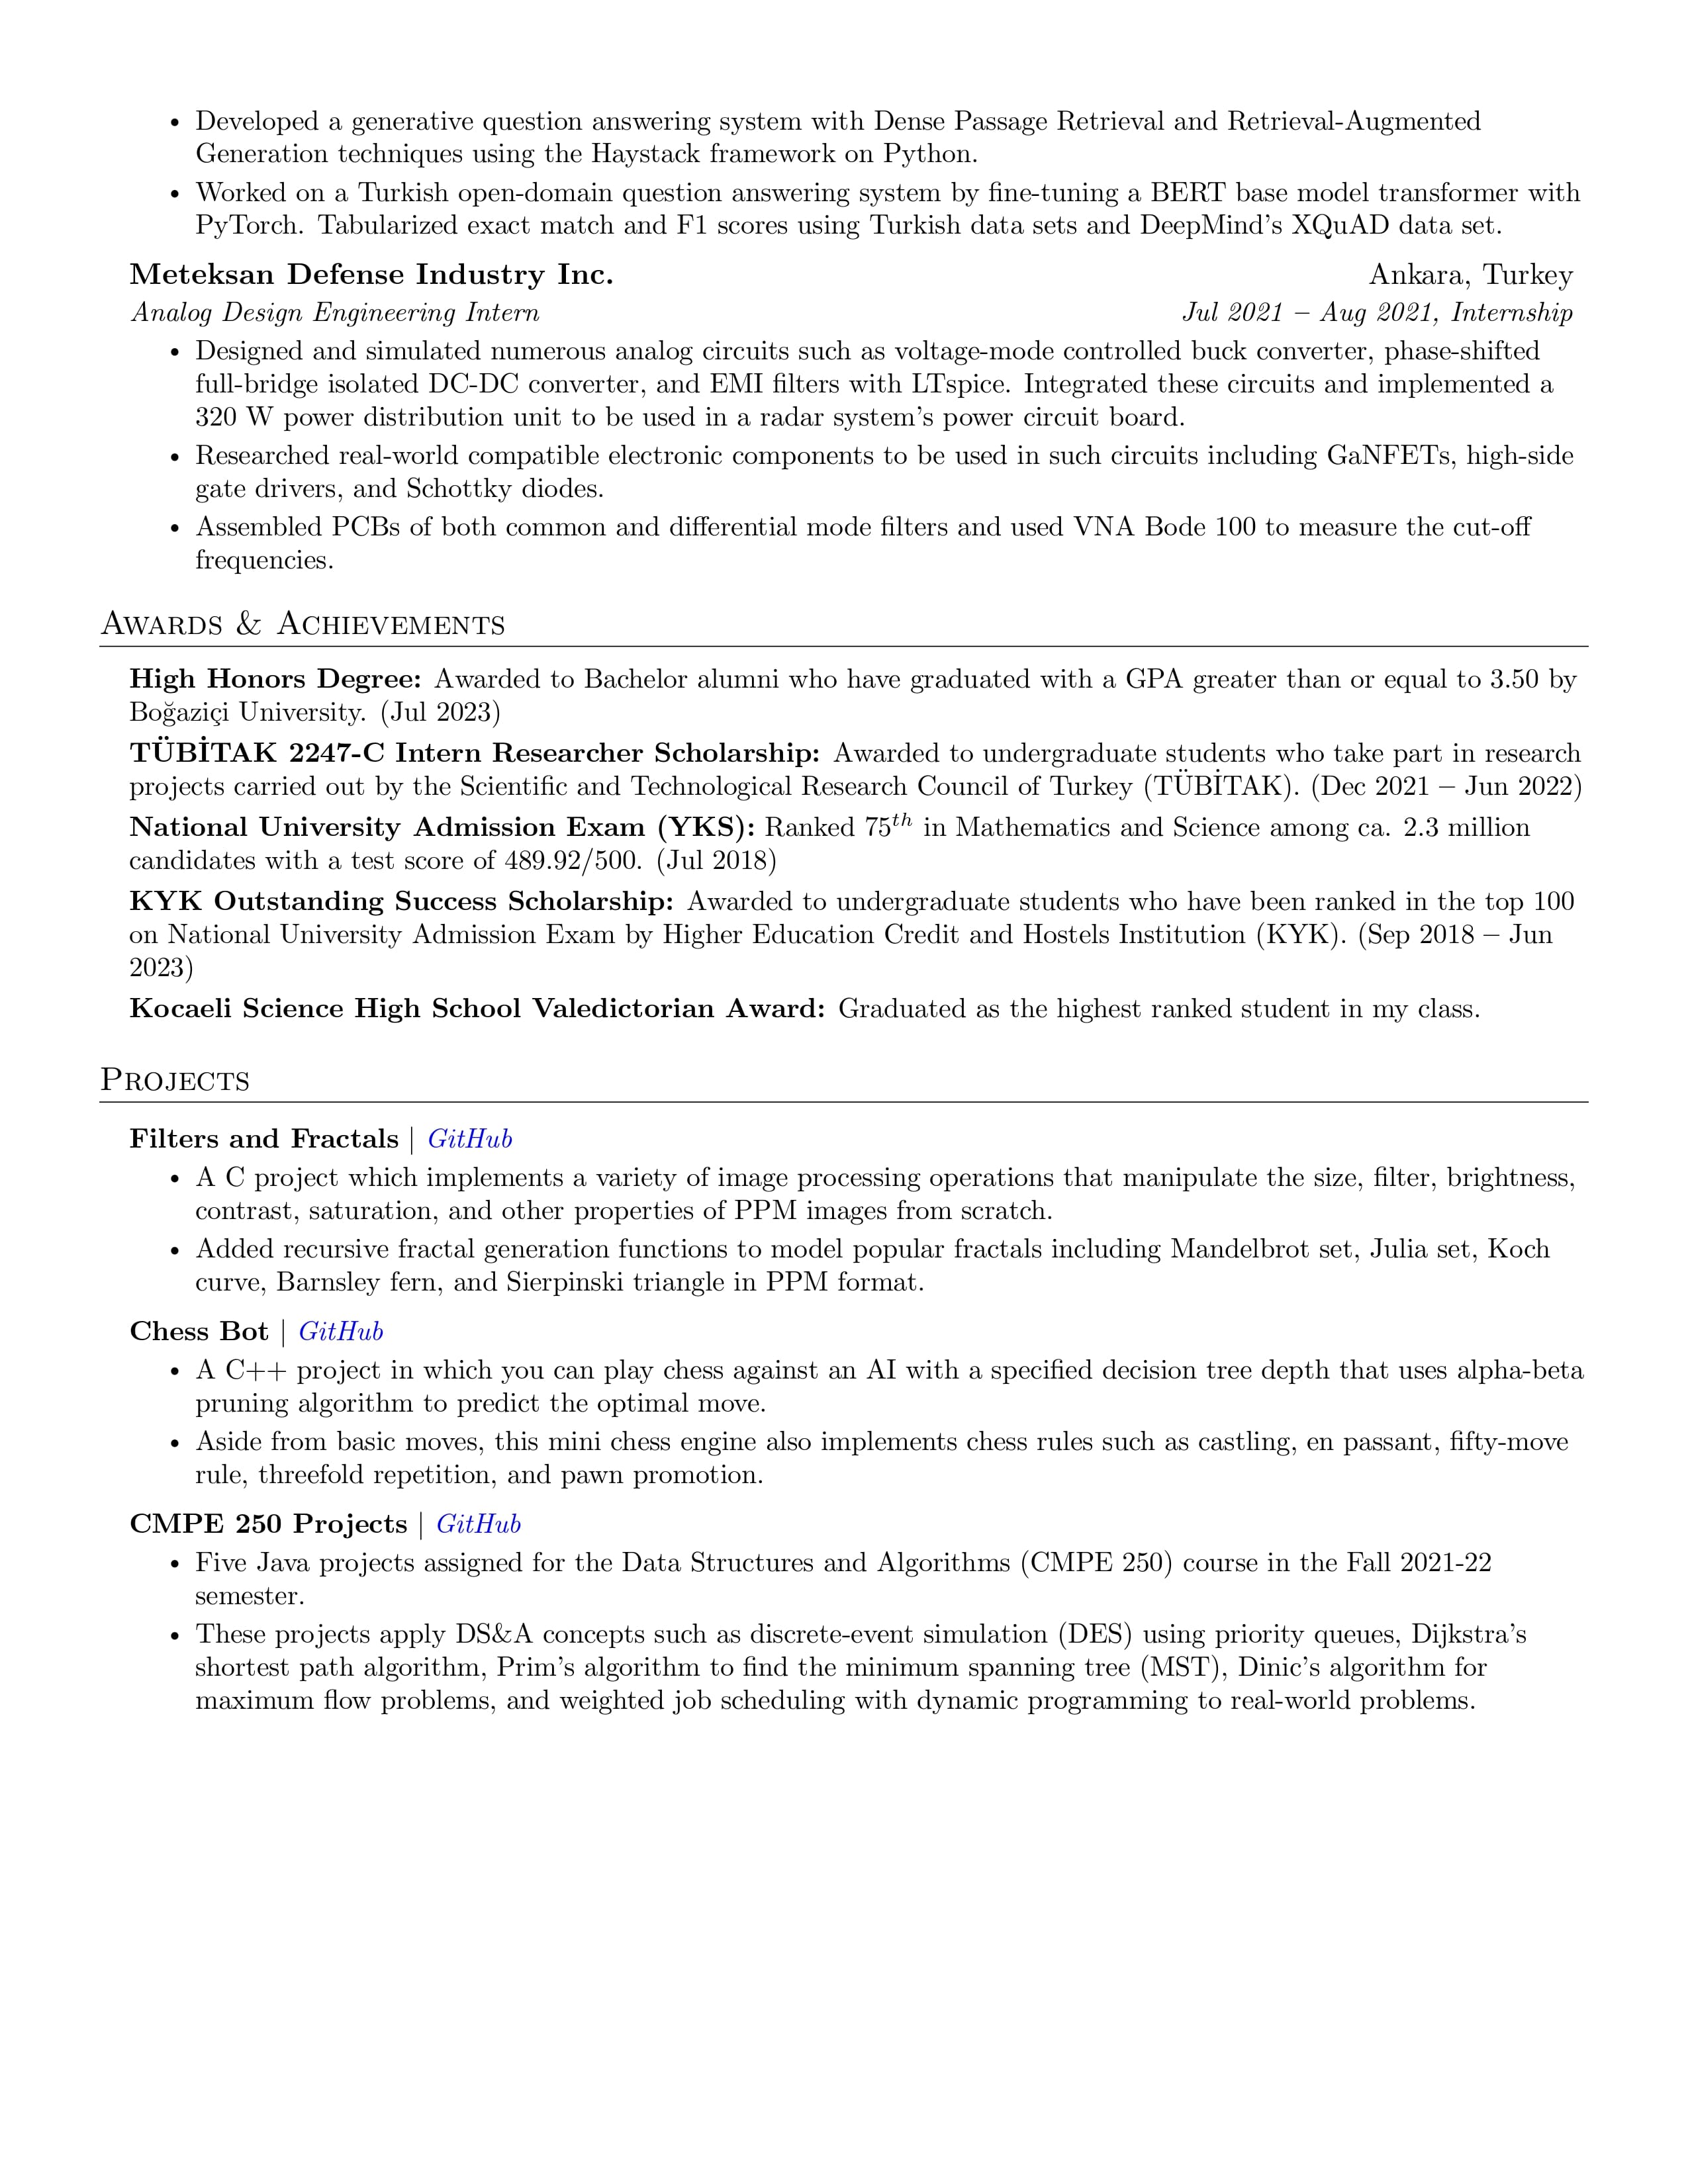 • Developed a generative question answering system with Dense Passage Retrieval and Retrieval-Augmented
Generation techniques using the Haystack framework on Python.
• Worked on a Turkish open-domain question answering system by fine-tuning a BERT base model transformer with
PyTorch. Tabularized exact match and F1 scores using Turkish data sets and DeepMind's XQuAD data set.
Meteksan Defense Industry Inc. Ankara, Turkey
Analog Design Engineering Intern Jul 2021 – Aug 2021, Internship
• Designed and simulated numerous analog circuits such as voltage-mode controlled buck converter, phase-shifted
full-bridge isolated DC-DC converter, and EMI filters with LTspice. Integrated these circuits and implemented a
320 W power distribution unit to be used in a radar system's power circuit board.
• Researched real-world compatible electronic components to be used in such circuits including GaNFETs, high-side
gate drivers, and Schottky diodes.
• Assembled PCBs of both common and differential mode filters and used VNA Bode 100 to measure the cut-off
frequencies.
Awards & Achievements
High Honors Degree: Awarded to Bachelor alumni who have graduated with a GPA greater than or equal to 3.50 by
Boğaziçi University. (Jul 2023)
TÜBİTAK 2247-C Intern Researcher Scholarship: Awarded to undergraduate students who take part in research
projects carried out by the Scientific and Technological Research Council of Turkey (TÜBİTAK). (Dec 2021 – Jun 2022)
National University Admission Exam (YKS): Ranked 75th in Mathematics and Science among ca. 2.3 million
candidates with a test score of 489.92/500. (Jul 2018)
KYK Outstanding Success Scholarship: Awarded to undergraduate students who have been ranked in the top 100
on National University Admission Exam by Higher Education Credit and Hostels Institution (KYK). (Sep 2018 – Jun
2023)
Kocaeli Science High School Valedictorian Award: Graduated as the highest ranked student in my class.
Projects
Filters and Fractals | GitHub
• A C project which implements a variety of image processing operations that manipulate the size, filter, brightness,
contrast, saturation, and other properties of PPM images from scratch.
• Added recursive fractal generation functions to model popular fractals including Mandelbrot set, Julia set, Koch
curve, Barnsley fern, and Sierpinski triangle in PPM format.
Chess Bot | GitHub
• A C++ project in which you can play chess against an AI with a specified decision tree depth that uses alpha-beta
pruning algorithm to predict the optimal move.
• Aside from basic moves, this mini chess engine also implements chess rules such as castling, en passant, fifty-move
rule, threefold repetition, and pawn promotion.
CMPE 250 Projects | GitHub
• Five Java projects assigned for the Data Structures and Algorithms (CMPE 250) course in the Fall 2021-22
semester.
• These projects apply DS&A concepts such as discrete-event simulation (DES) using priority queues, Dijkstra's
shortest path algorithm, Prim's algorithm to find the minimum spanning tree (MST), Dinic's algorithm for
maximum flow problems, and weighted job scheduling with dynamic programming to real-world problems.